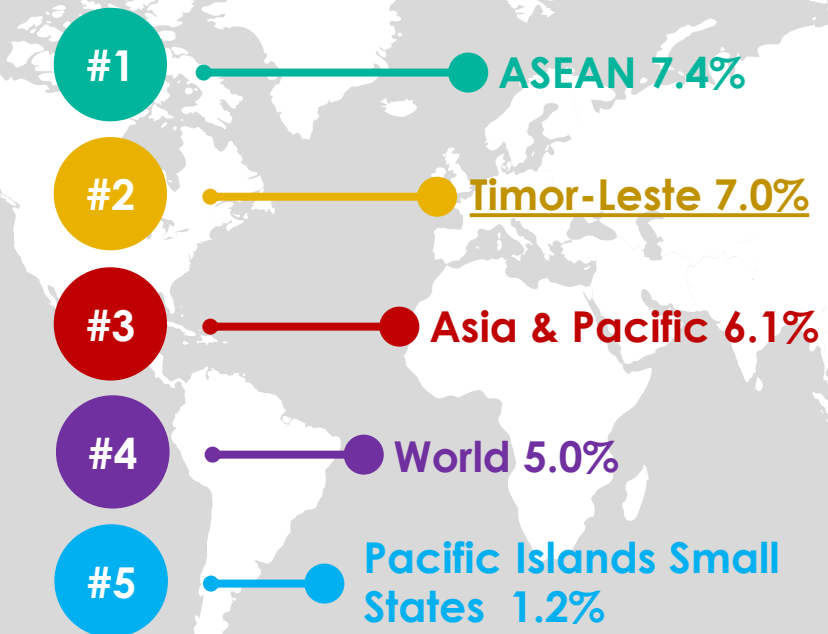 #1
ASEAN 7.4%
#2
Timor-Leste 7.0%
#3
Asia & Pacific 6.1%
#4
World 5.0%
#5
Pacific Islands Small
States 1.2%